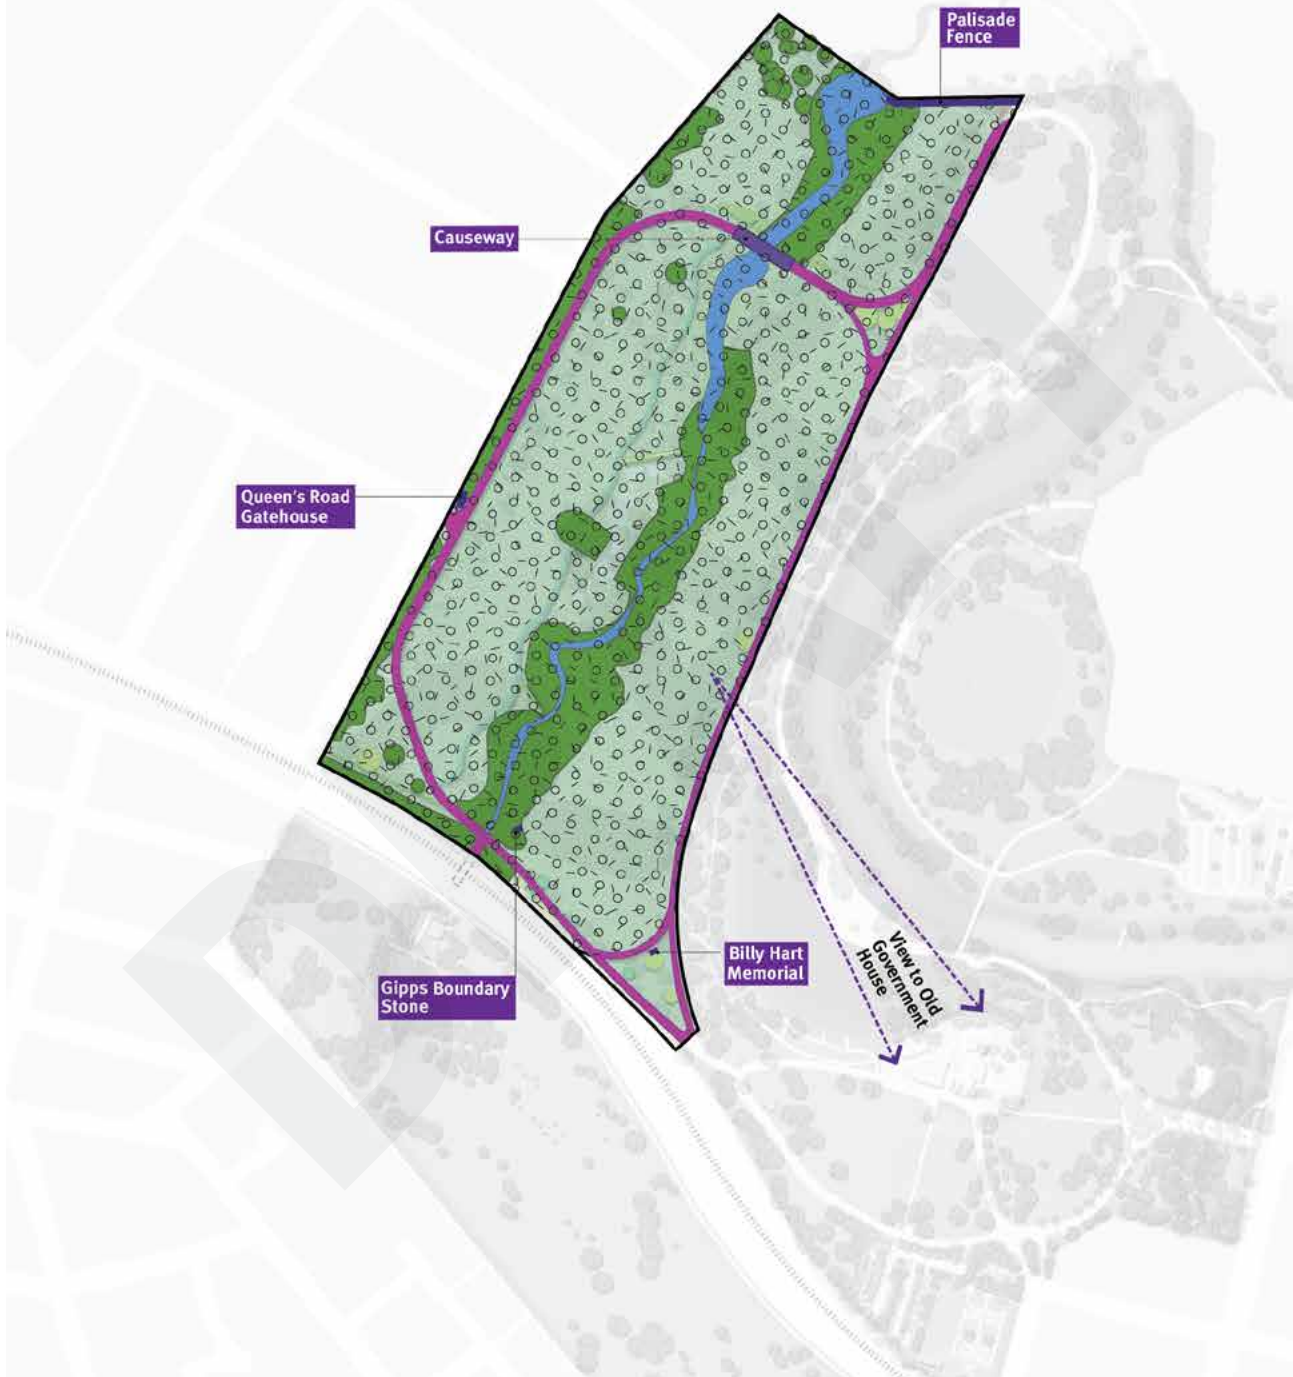 Palisade
Fence
Causeway
Queen's Road
Gatehouse
Billy Hart
Memorial
Gipps Boundary
Stone
View to Old
Government
House